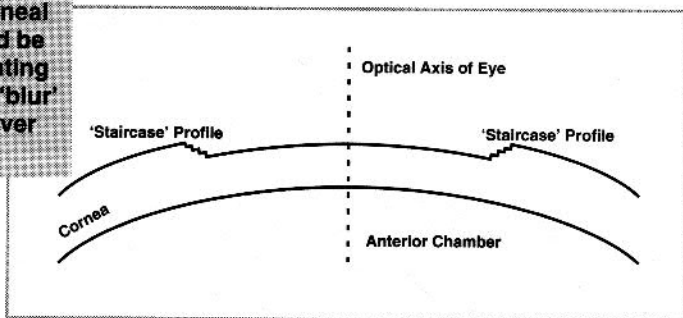 neal
d be
ting
'blur'
ver
Optical Axis of Eye
'Staircase' Profile
'Staircase' Profile
Cornea
Anterior Chamber